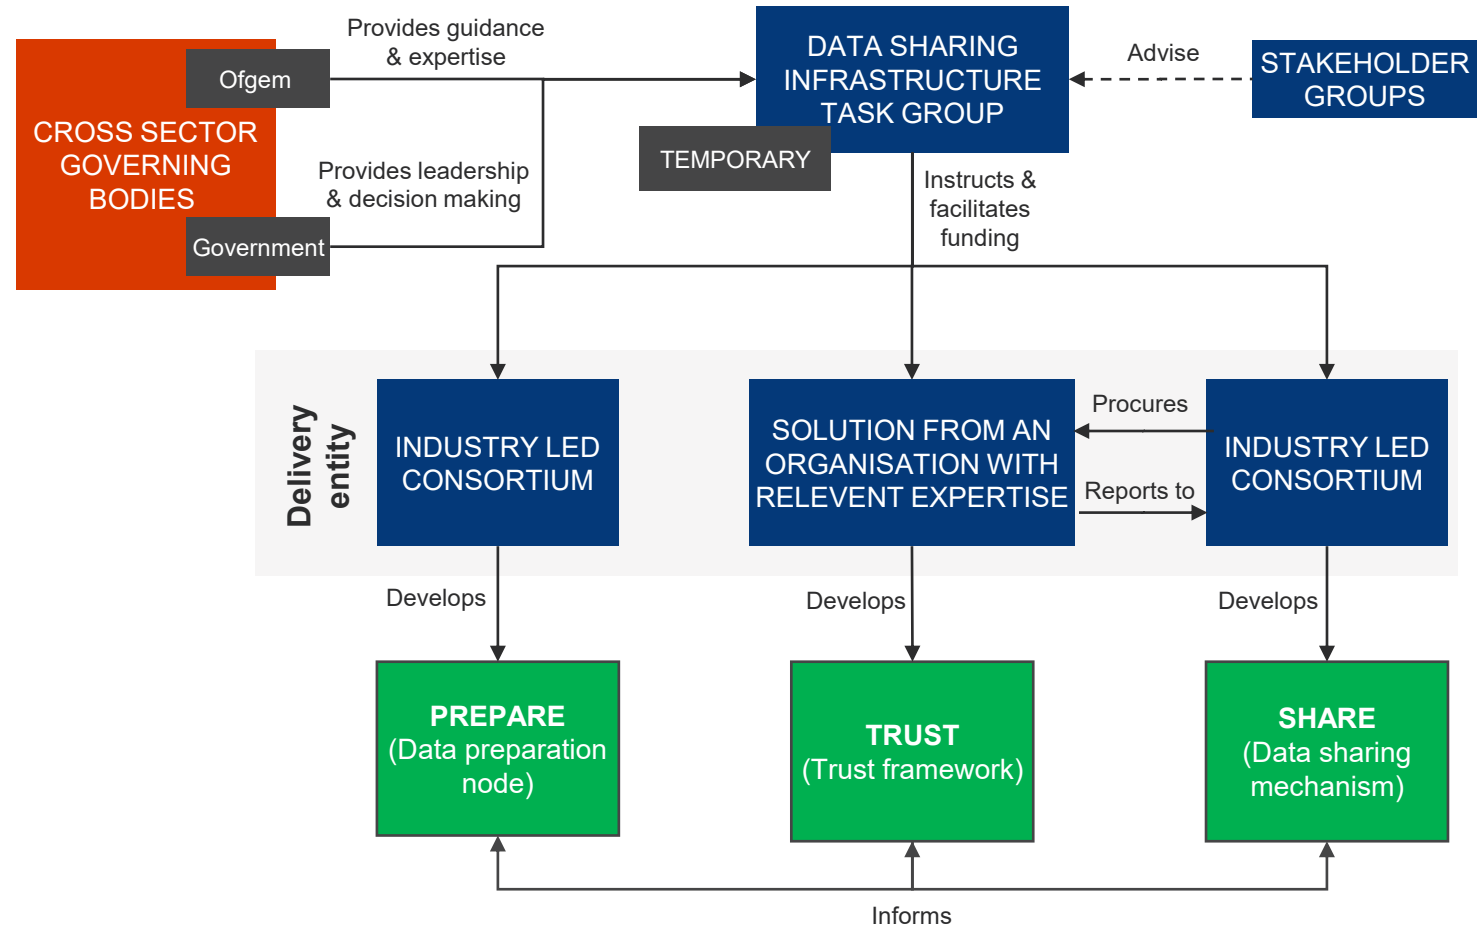 Provides guidance
& expertise
Ofgem
CROSS SECTOR
GOVERNING
BODIES
Provides leadership
& decision making
Government
DATA SHARING
INFRASTRUCTURE
TASK GROUP
TEMPORARY
Advise
STAKEHOLDER
GROUPS
Instructs &
facilitates
funding
Delivery
entity
INDUSTRY LED
CONSORTIUM
SOLUTION FROM AN
ORGANISATION WITH
RELEVENT EXPERTISE
Procures
Reports to
INDUSTRY LED
CONSORTIUM
Develops
Develops
Develops
PREPARE
(Data preparation
node)
TRUST
(Trust framework)
SHARE
(Data sharing
mechanism)
Informs